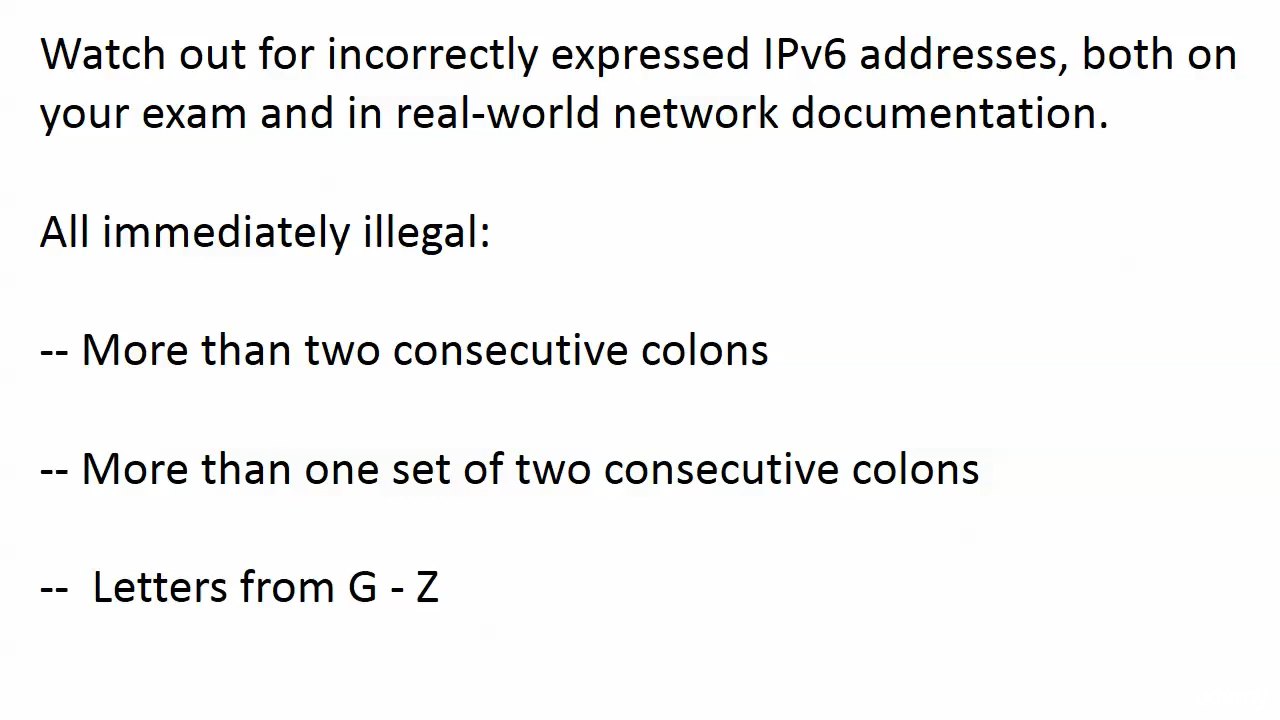 Watch out for incorrectly expressed IPv6 addresses, both on
your exam and in real-world network documentation.
All immediately illegal:
-- More than two consecutive colons
-- More than one set of two consecutive colons
--  Letters from G - Z